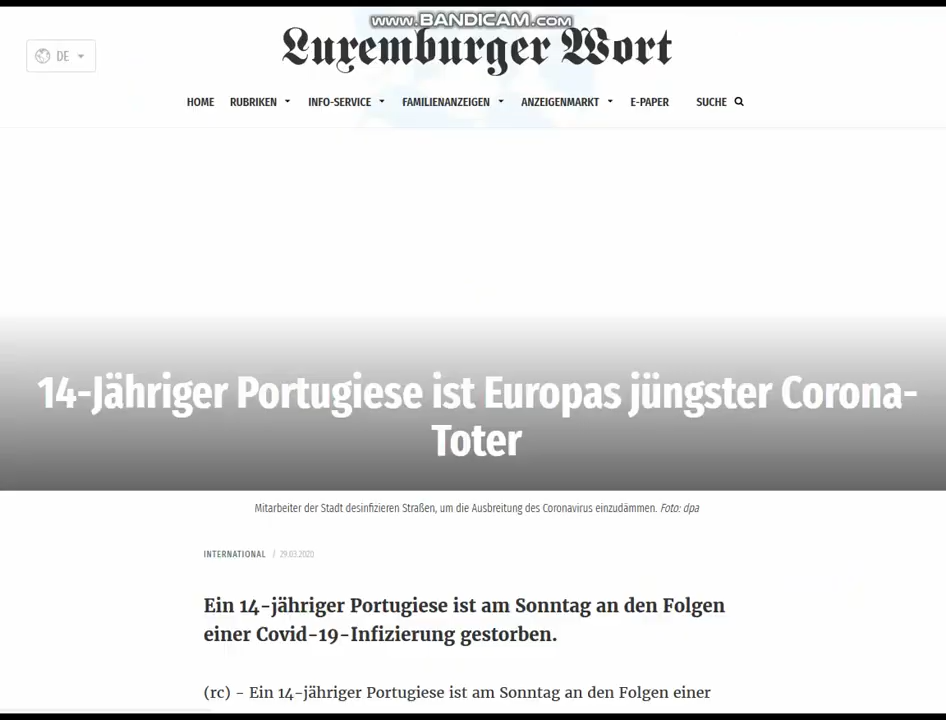 www.BANDICAM.com
Luxemburger Wort
DE
HOME RUBRIKEN INFO-SERVICE FAMILIENANZEIGEN ANZEIGENMARKT E-PAPER SUCHE
14-Jähriger Portugiese ist Europas jüngster Corona-
Toter
Mitarbeiter der Stadt desinfizieren Straßen, um die Ausbreitung des Coronavirus einzudämmen. Foto: dpa
INTERNATIONAL / 29.03.2020
Ein 14-jähriger Portugiese ist am Sonntag an den Folgen
einer Covid-19-Infizierung gestorben.
(rc) - Ein 14-jähriger Portugiese ist am Sonntag an den Folgen einer